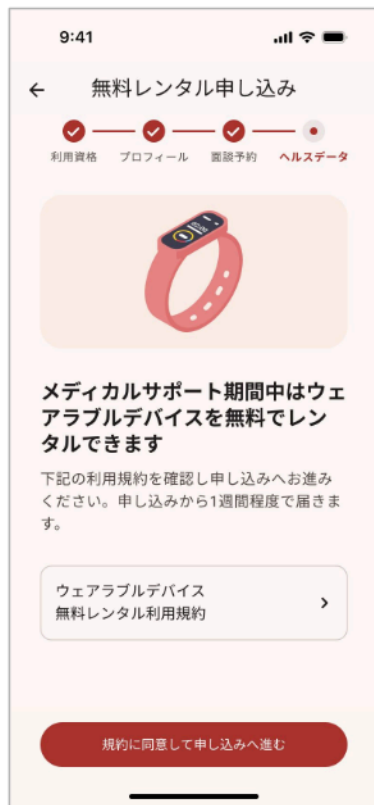 9:41
無料レンタル申し込み
利用資格 プロフィール 面談予約 ヘルスデータ
メディカルサポート期間中はウェ
アラブルデバイスを無料でレン
タルできます
下記の利用規約を確認し申し込みへお進み
ください。申し込みから1週間程度で届きま
す。
ウェアラブルデバイス
無料レンタル利用規約
規約に同意して申し込みへ進む